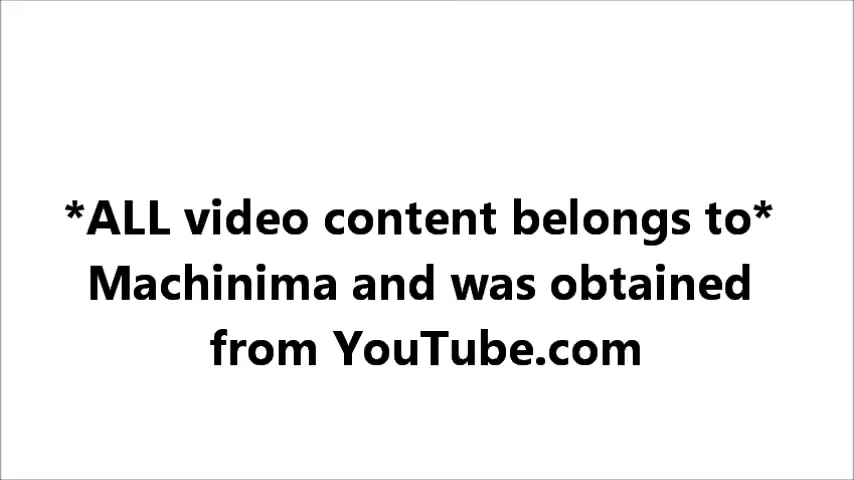 *ALL video content belongs to*
Machinima and was obtained
from YouTube.com